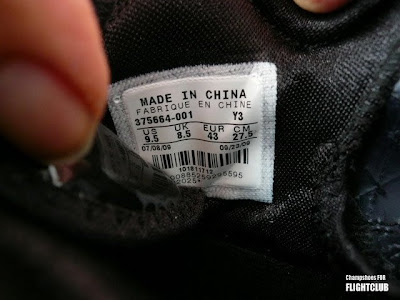 MADE IN CHINA
FABRIQUE EN CHINE
375664-001 Y3
US UK EUR CM
9.5 8.5 43 27.5
07/08/09 09/23/09
Champshoes FOR
FLIGHTCLUB